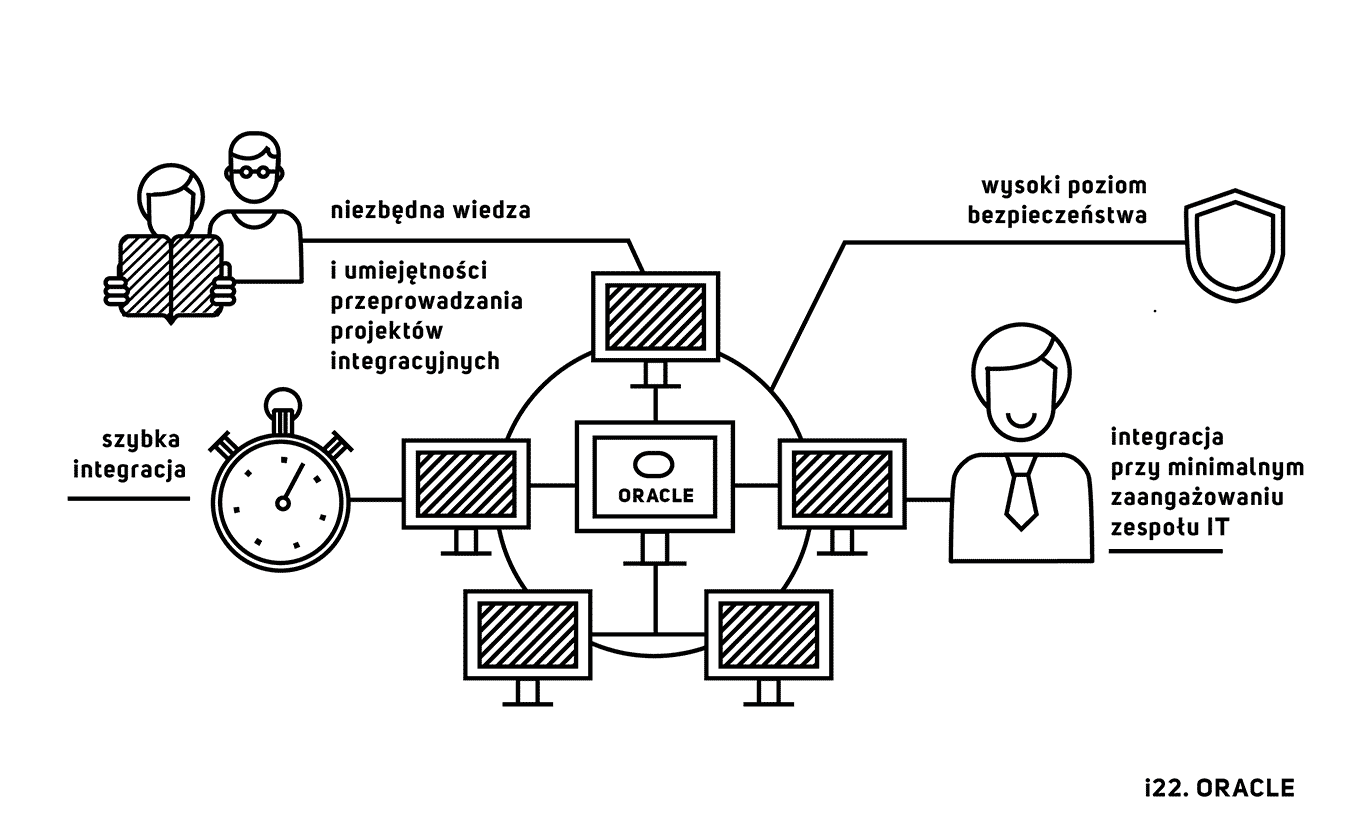 niezbędna wiedza
i umiejętności
przeprowadzania
projektów
integracyjnych
wysoki poziom
bezpieczeństwa
szybka
integracja
ORACLE
integracja
przy minimalnym
zaangażowaniu
zespołu IT
i22. ORACLE